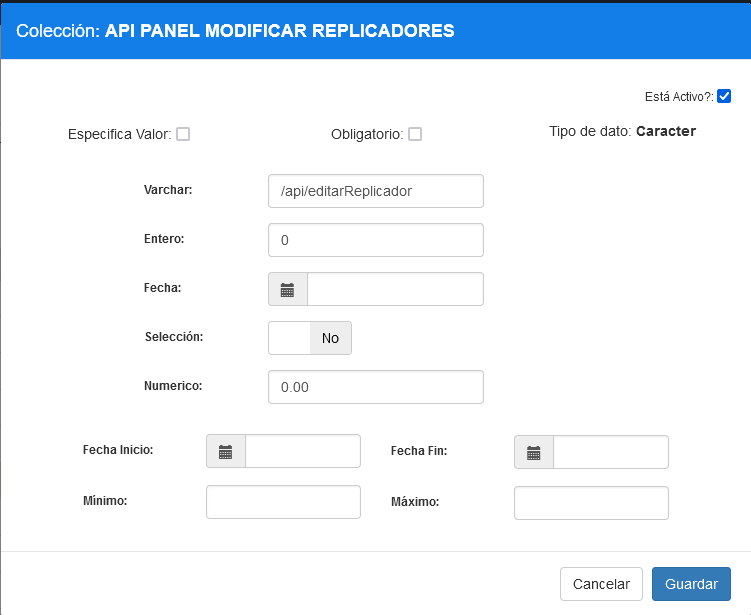 Colección: API PANEL MODIFICAR REPLICADORES
Está Activo?:
Especifica Valor:
Obligatorio:
Tipo de dato: Caracter
Varchar:
/api/editarReplicador
Entero:
0
Fecha:
Selección:
No
Numerico:
0.00
Fecha Inicio:
Fecha Fin:
Mínimo:
Máximo:
Cancelar
Guardar